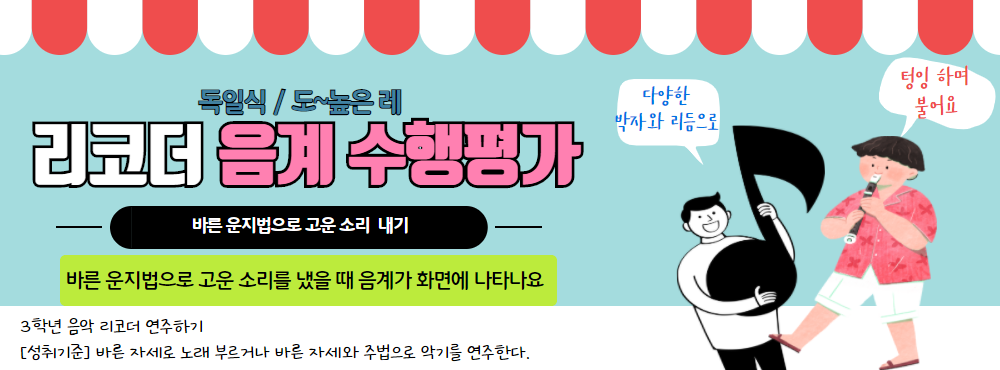 독일식 / 도~높은 레
리코더 음계 수행평가
바른 운지법으로 고운 소리 내기
바른 운지법으로 고운 소리를 냈을 때 음계가 화면에 나타나요
3학년 음악 리코더 연주하기
[성취기준] 바른 자세로 노래 부르거나 바른 자세와 주법으로 악기를 연주한다.
다양한
박자와 리듬으로
텅잉 하며
불어요